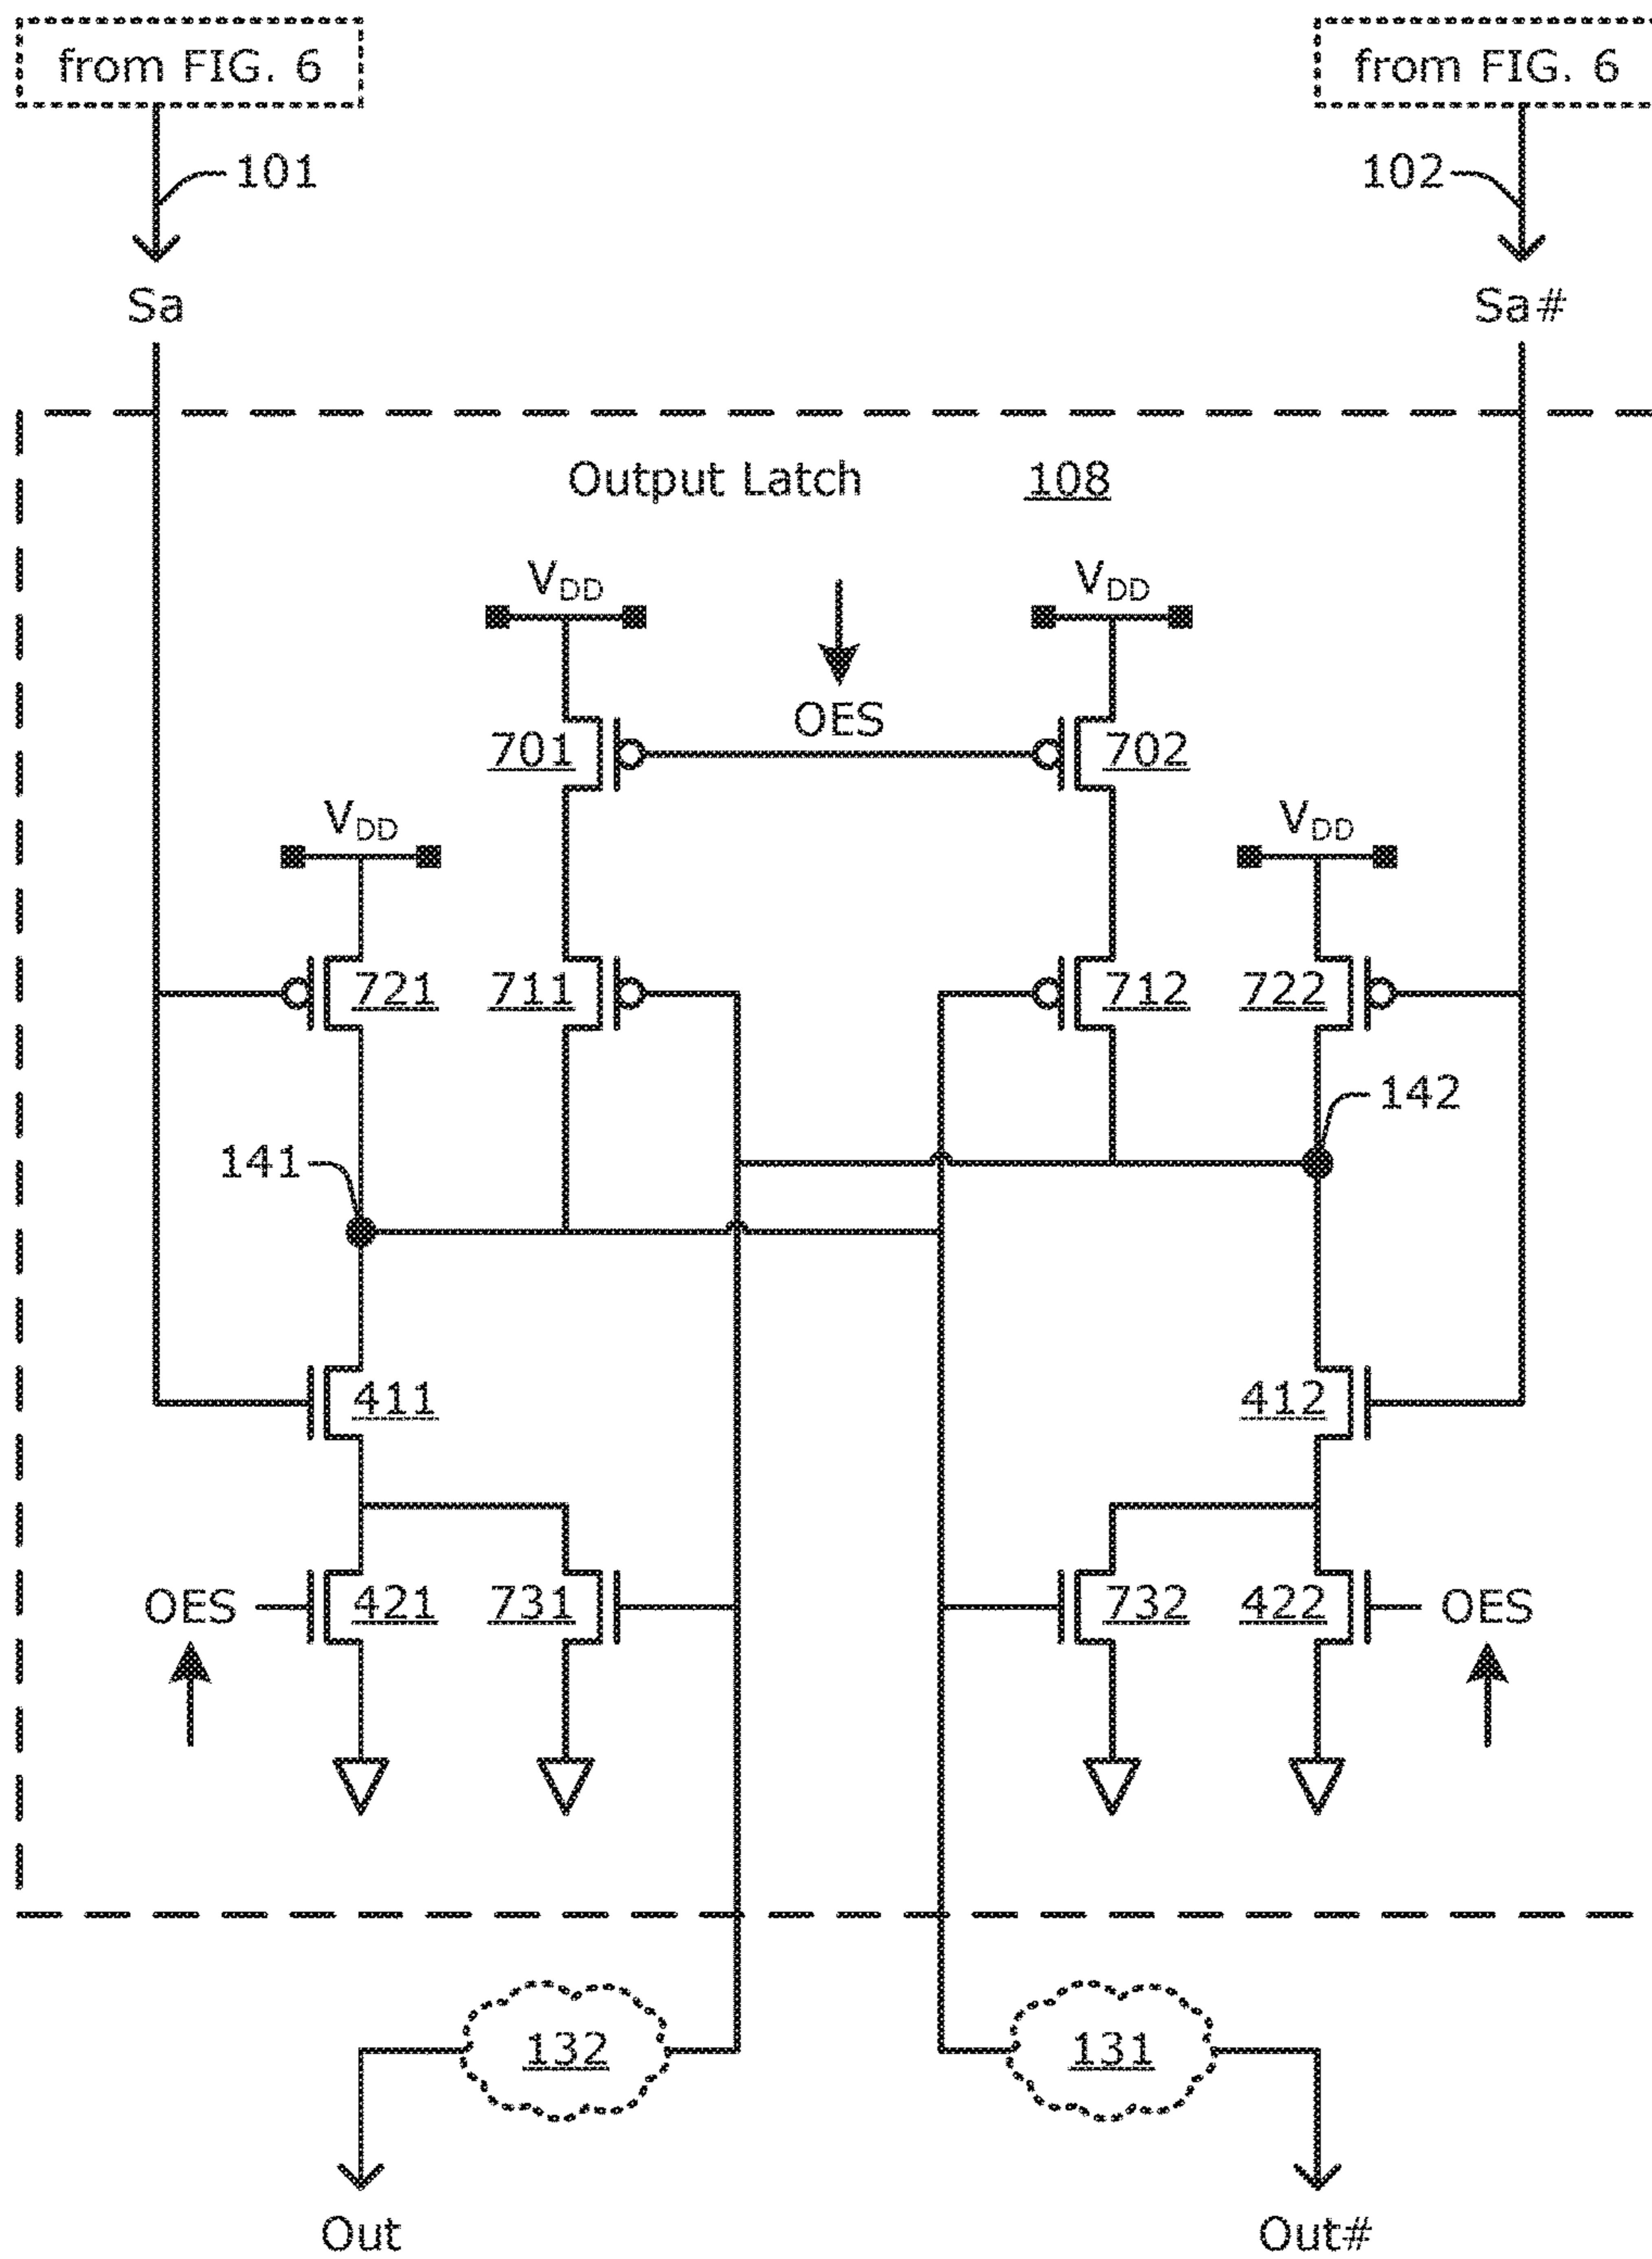 from FIG. 6
from FIG. 6
101
102
Sa
Sa#
Output Latch 108
VDD
VDD
OES
701
702
VDD
VDD
721
711
712
722
142
141
411
412
OES
421
731
732
422
OES
132
131
Out
Out#